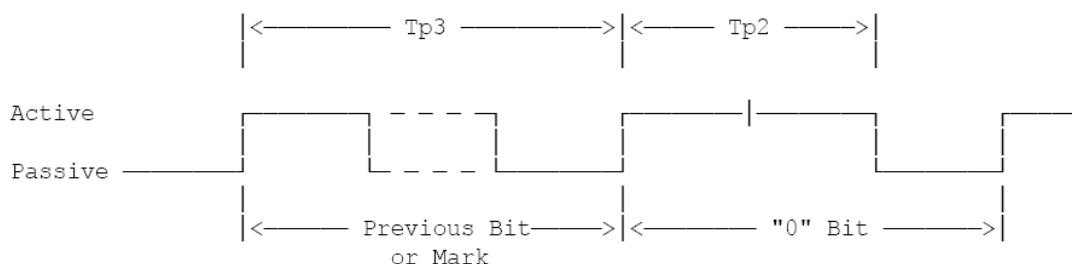 Tp3 Tp2
Active
Passive
Previous Bit "0" Bit
or Mark